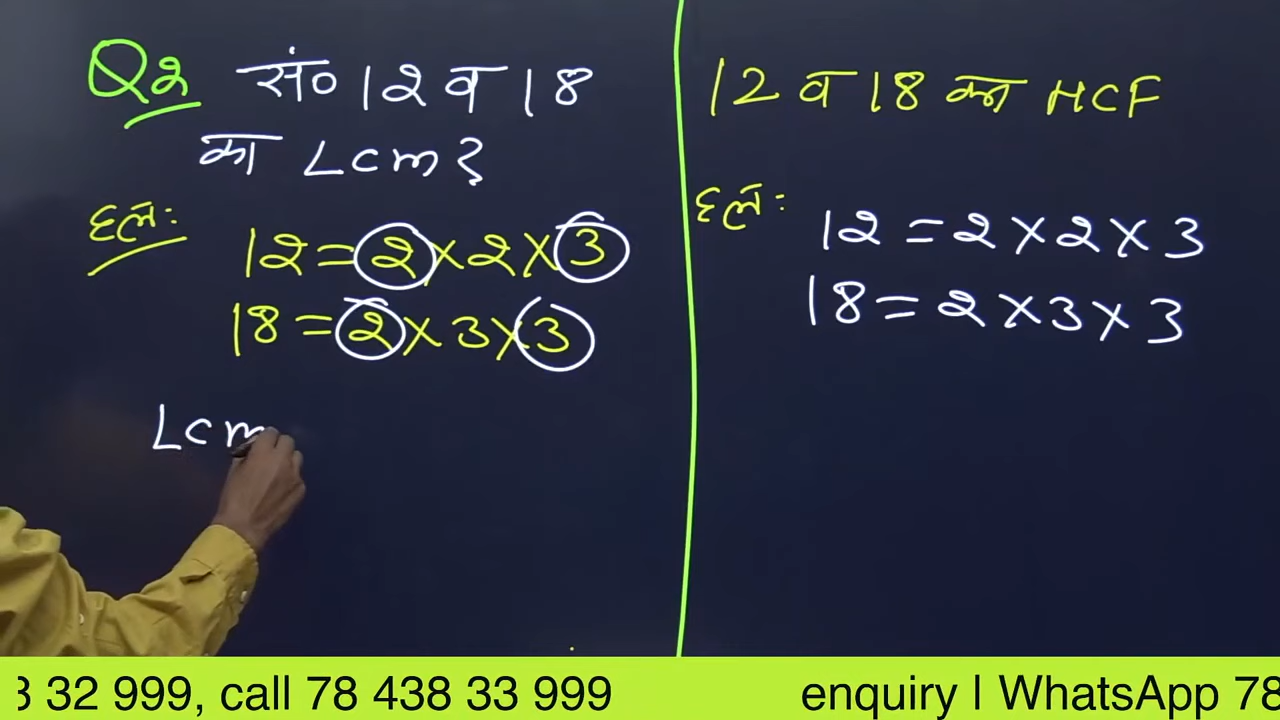 Q2 सं० 12 व 18
का LCM?
हल:
12 = 2 × 2 × 3
18 = 2 × 3 × 3
LCM
12 व 18 का HCF
हल:
12 = 2 × 2 × 3
18 = 2 × 3 × 3
3 32 999, call 78 438 33 999 enquiry | WhatsApp 78